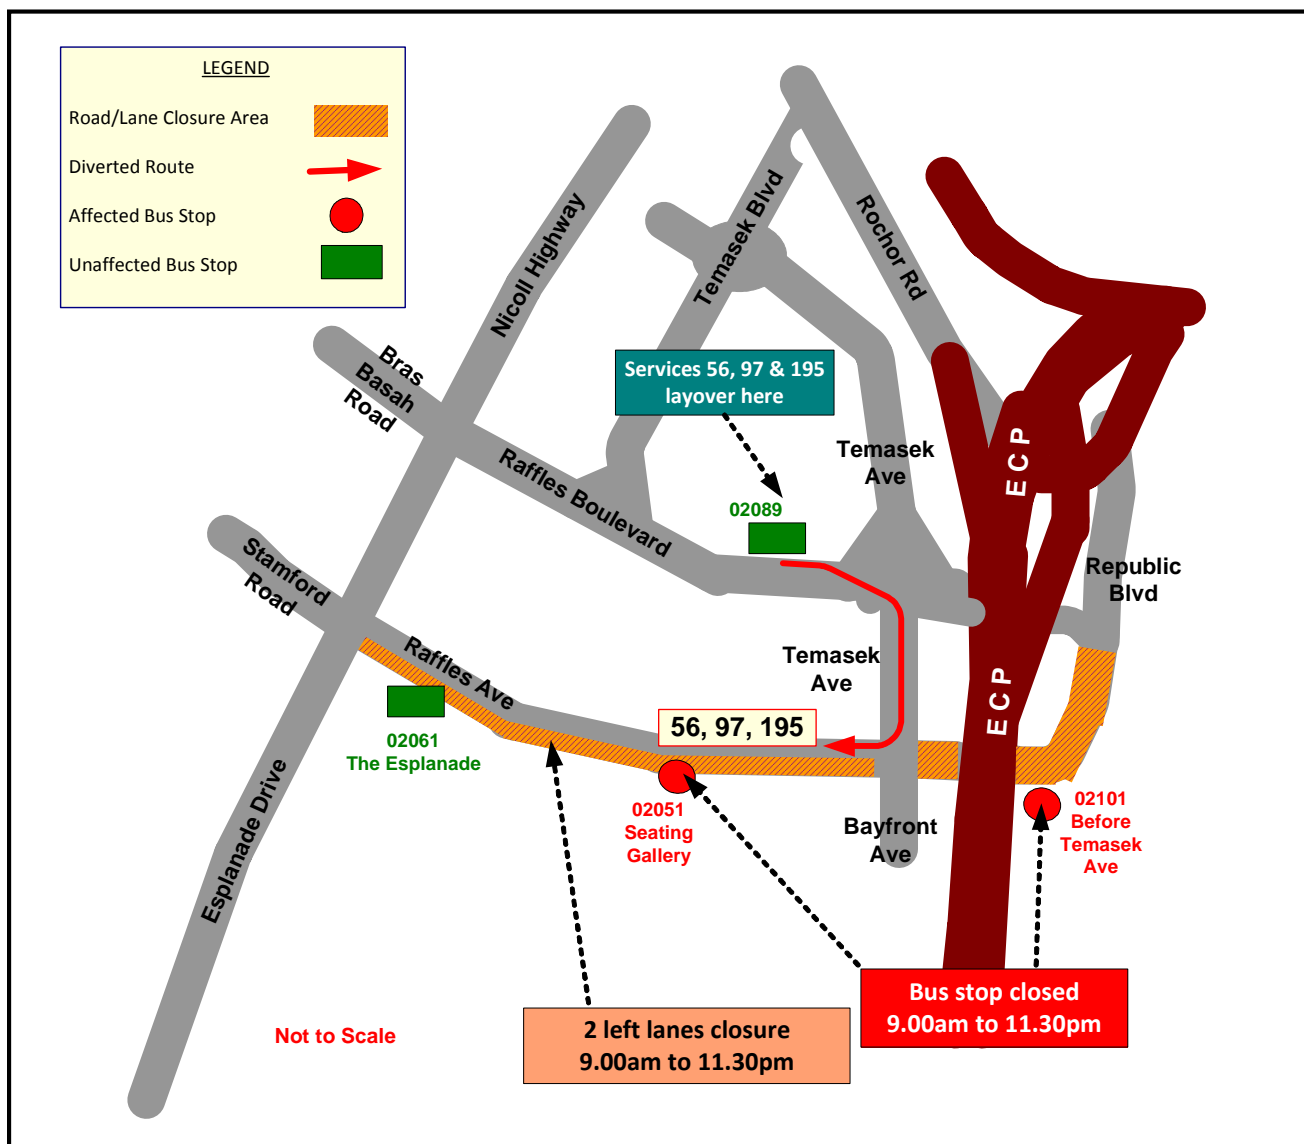 LEGEND
Road/Lane Closure Area
Diverted Route
Affected Bus Stop
Unaffected Bus Stop
Nicoll Highway
Temasek Blvd
Rochor Rd
Bras
Basah
Road
Services 56, 97 & 195
layover here
Raffles Boulevard
Temasek
Ave
E C P
02089
Stamford
Road
Republic
Blvd
Raffles Ave
Temasek
Ave
E C P
56, 97, 195
02061
The Esplanade
02051
Seating
Gallery
Bayfront
Ave
02101
Before
Temasek
Ave
Esplanade Drive
Not to Scale
2 left lanes closure
9.00am to 11.30pm
Bus stop closed
9.00am to 11.30pm